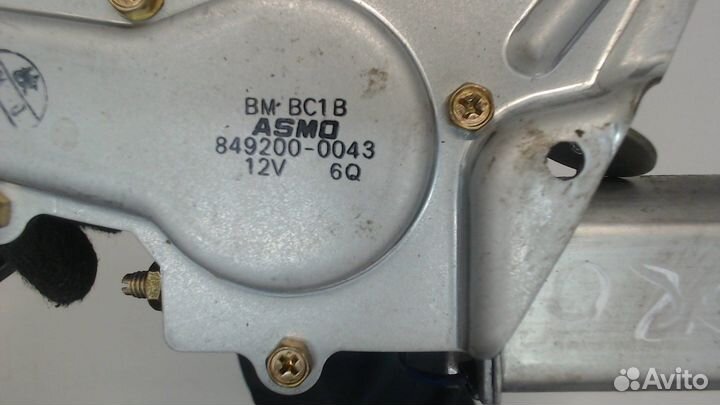 BM BC1B
ASMO
849200-0043
12V 6Q
Avito